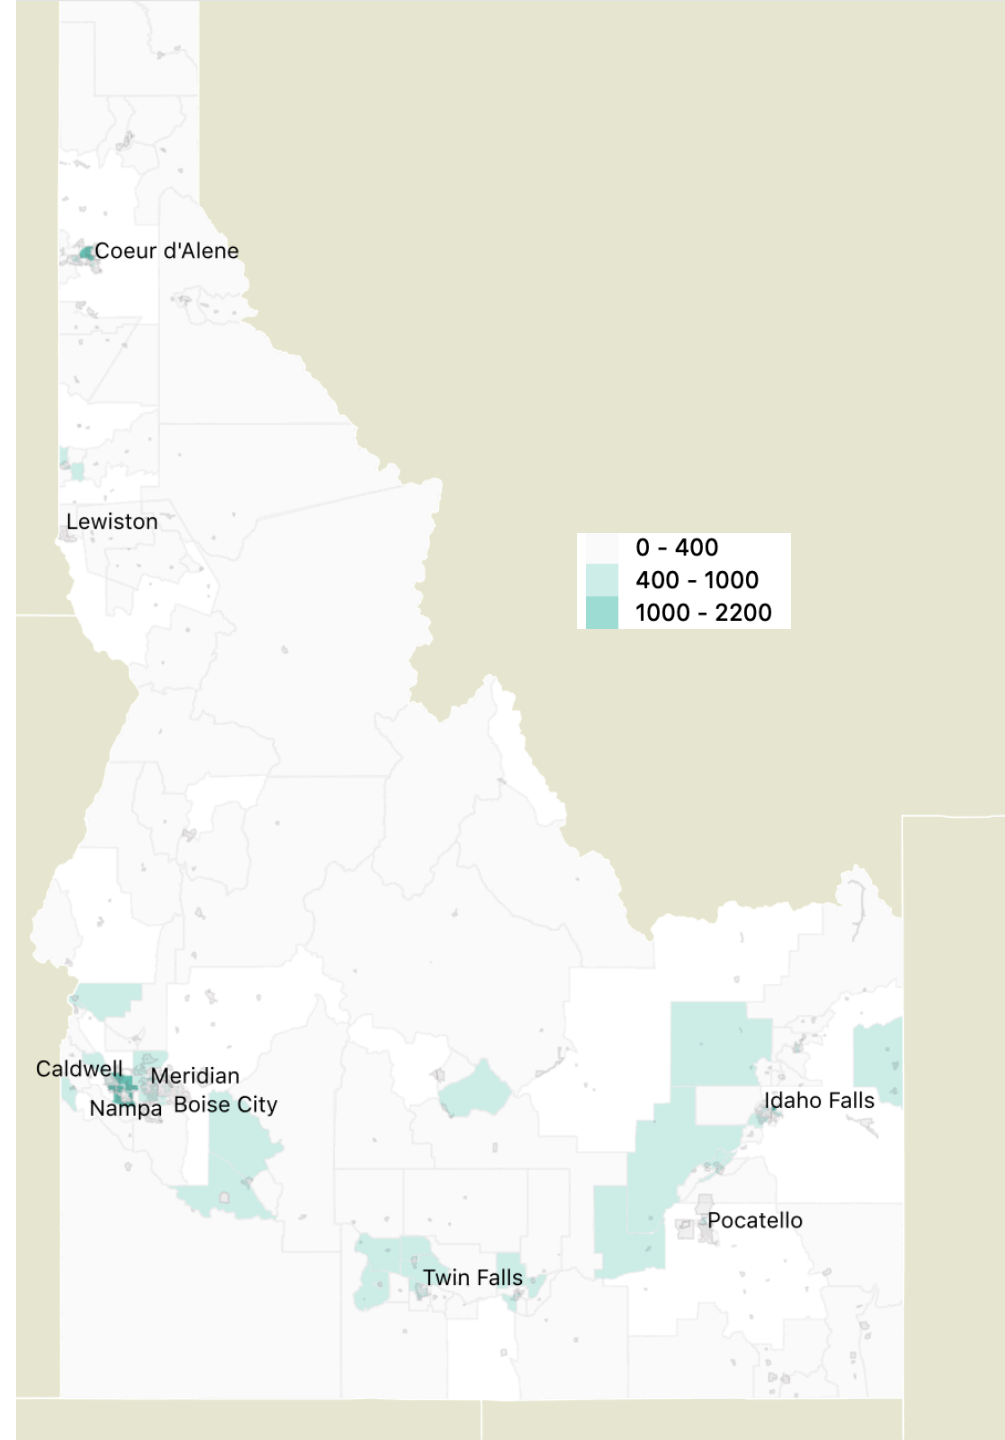 Coeur d'Alene
Lewiston
0 - 400
400 - 1000
1000 - 2200
Caldwell
Meridian
Nampa
Boise City
Idaho Falls
Pocatello
Twin Falls